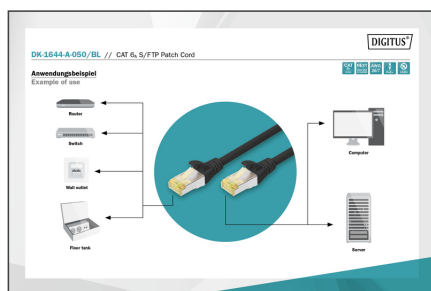 DIGITUS®
DK-1644-A-050/BL // CAT 6A S/FTP Patch Cord
Anwendungsbeispiel
Example of use
Router
Switch
Wall outlet
Floor tank
Computer
Server